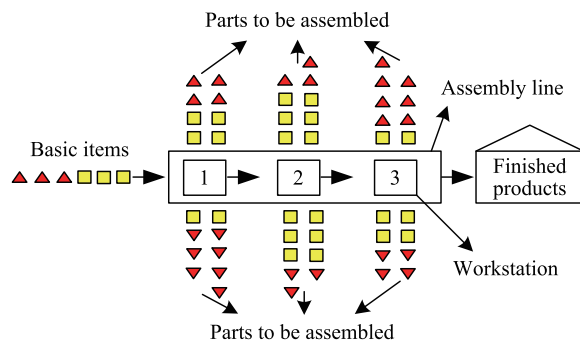 Parts to be assembled
Assembly line
Basic items
1
2
3
Finished
products
Workstation
Parts to be assembled